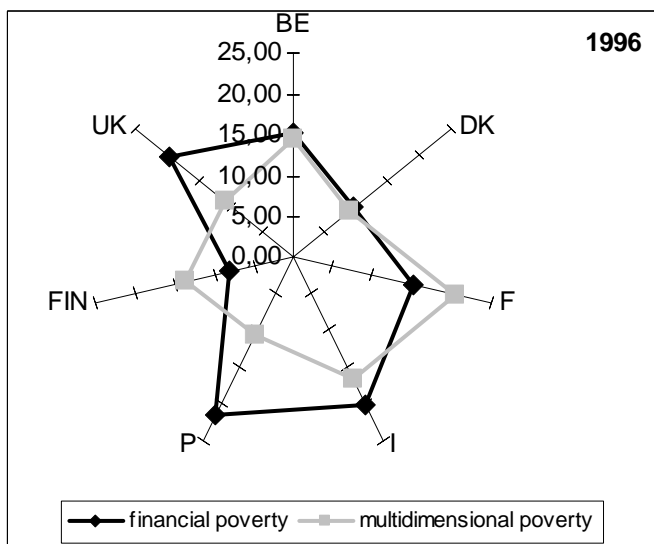 BE
1996
25,00
20,00
UK
DK
15,00
10,00
5,00
0,00
FIN
F
P
I
financial poverty
multidimensional poverty